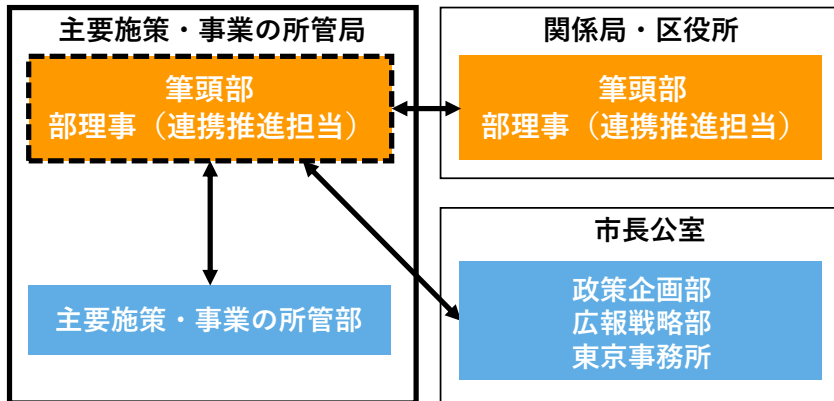 主要施策・事業の所管局
筆頭部
部理事（連携推進担当）
主要施策・事業の所管部
関係局・区役所
筆頭部
部理事（連携推進担当）
市長公室
政策企画部
広報戦略部
東京事務所